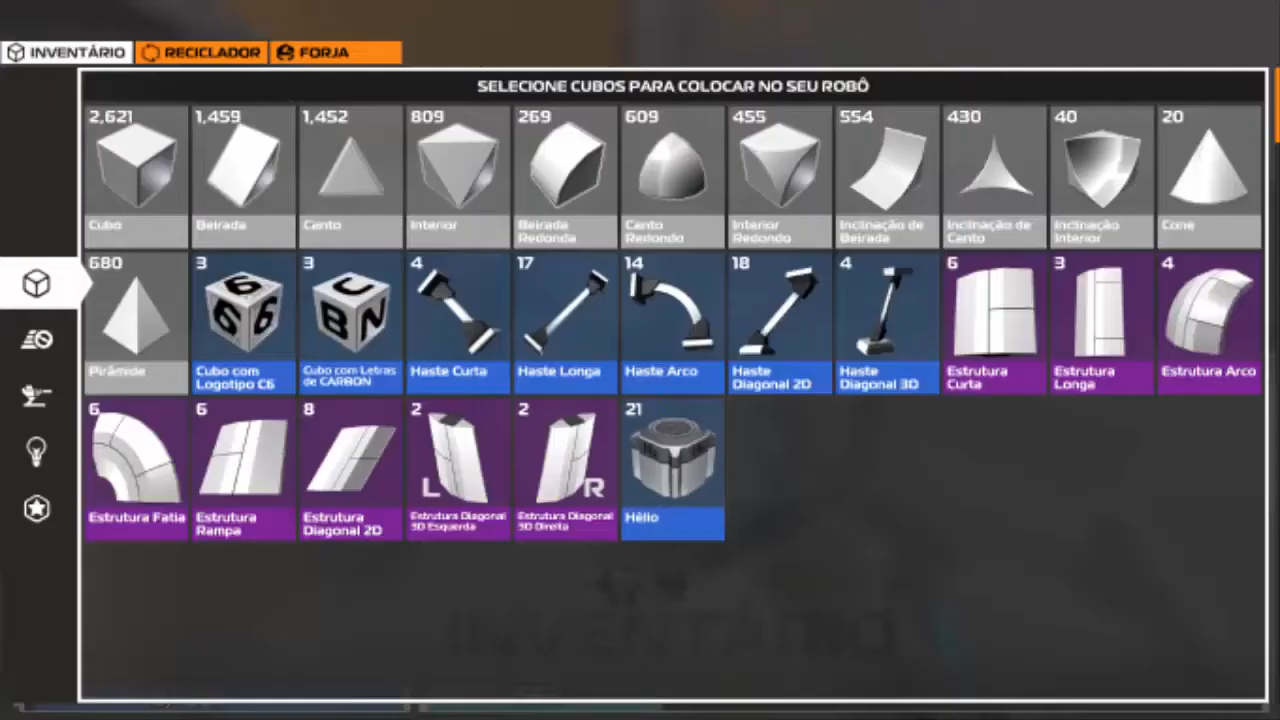 INVENTÁRIO
RECICLADOR
FORJA
SELECIONE CUBOS PARA COLOCAR NO SEU ROBÔ
2,621
1,459
1,452
809
269
609
455
554
430
40
20
Cubo
Beirada
Canto
Interior
Beirada
Redonda
Canto
Redondo
Interior
Redondo
Inclinação de
Beirada
Inclinação de
Canto
Inclinação
Interior
Cone
680
3
3
4
17
14
18
4
6
3
4
6
6
6
C
B N
Pirâmide
Cubo com
Logotipo C6
Cubo com Letras
de CARBON
Haste Curta
Haste Longa
Haste Arco
Haste
Diagonal 2D
Haste
Diagonal 3D
Estrutura
Curta
Estrutura
Longa
Estrutura Arco
6
6
8
2
2
21
L
R
Estrutura Fatia
Estrutura
Rampa
Estrutura
Diagonal 2D
Estrutura Diagonal
3D Esquerda
Estrutura Diagonal
3D Direita
Hélio
INVENTÁRIO